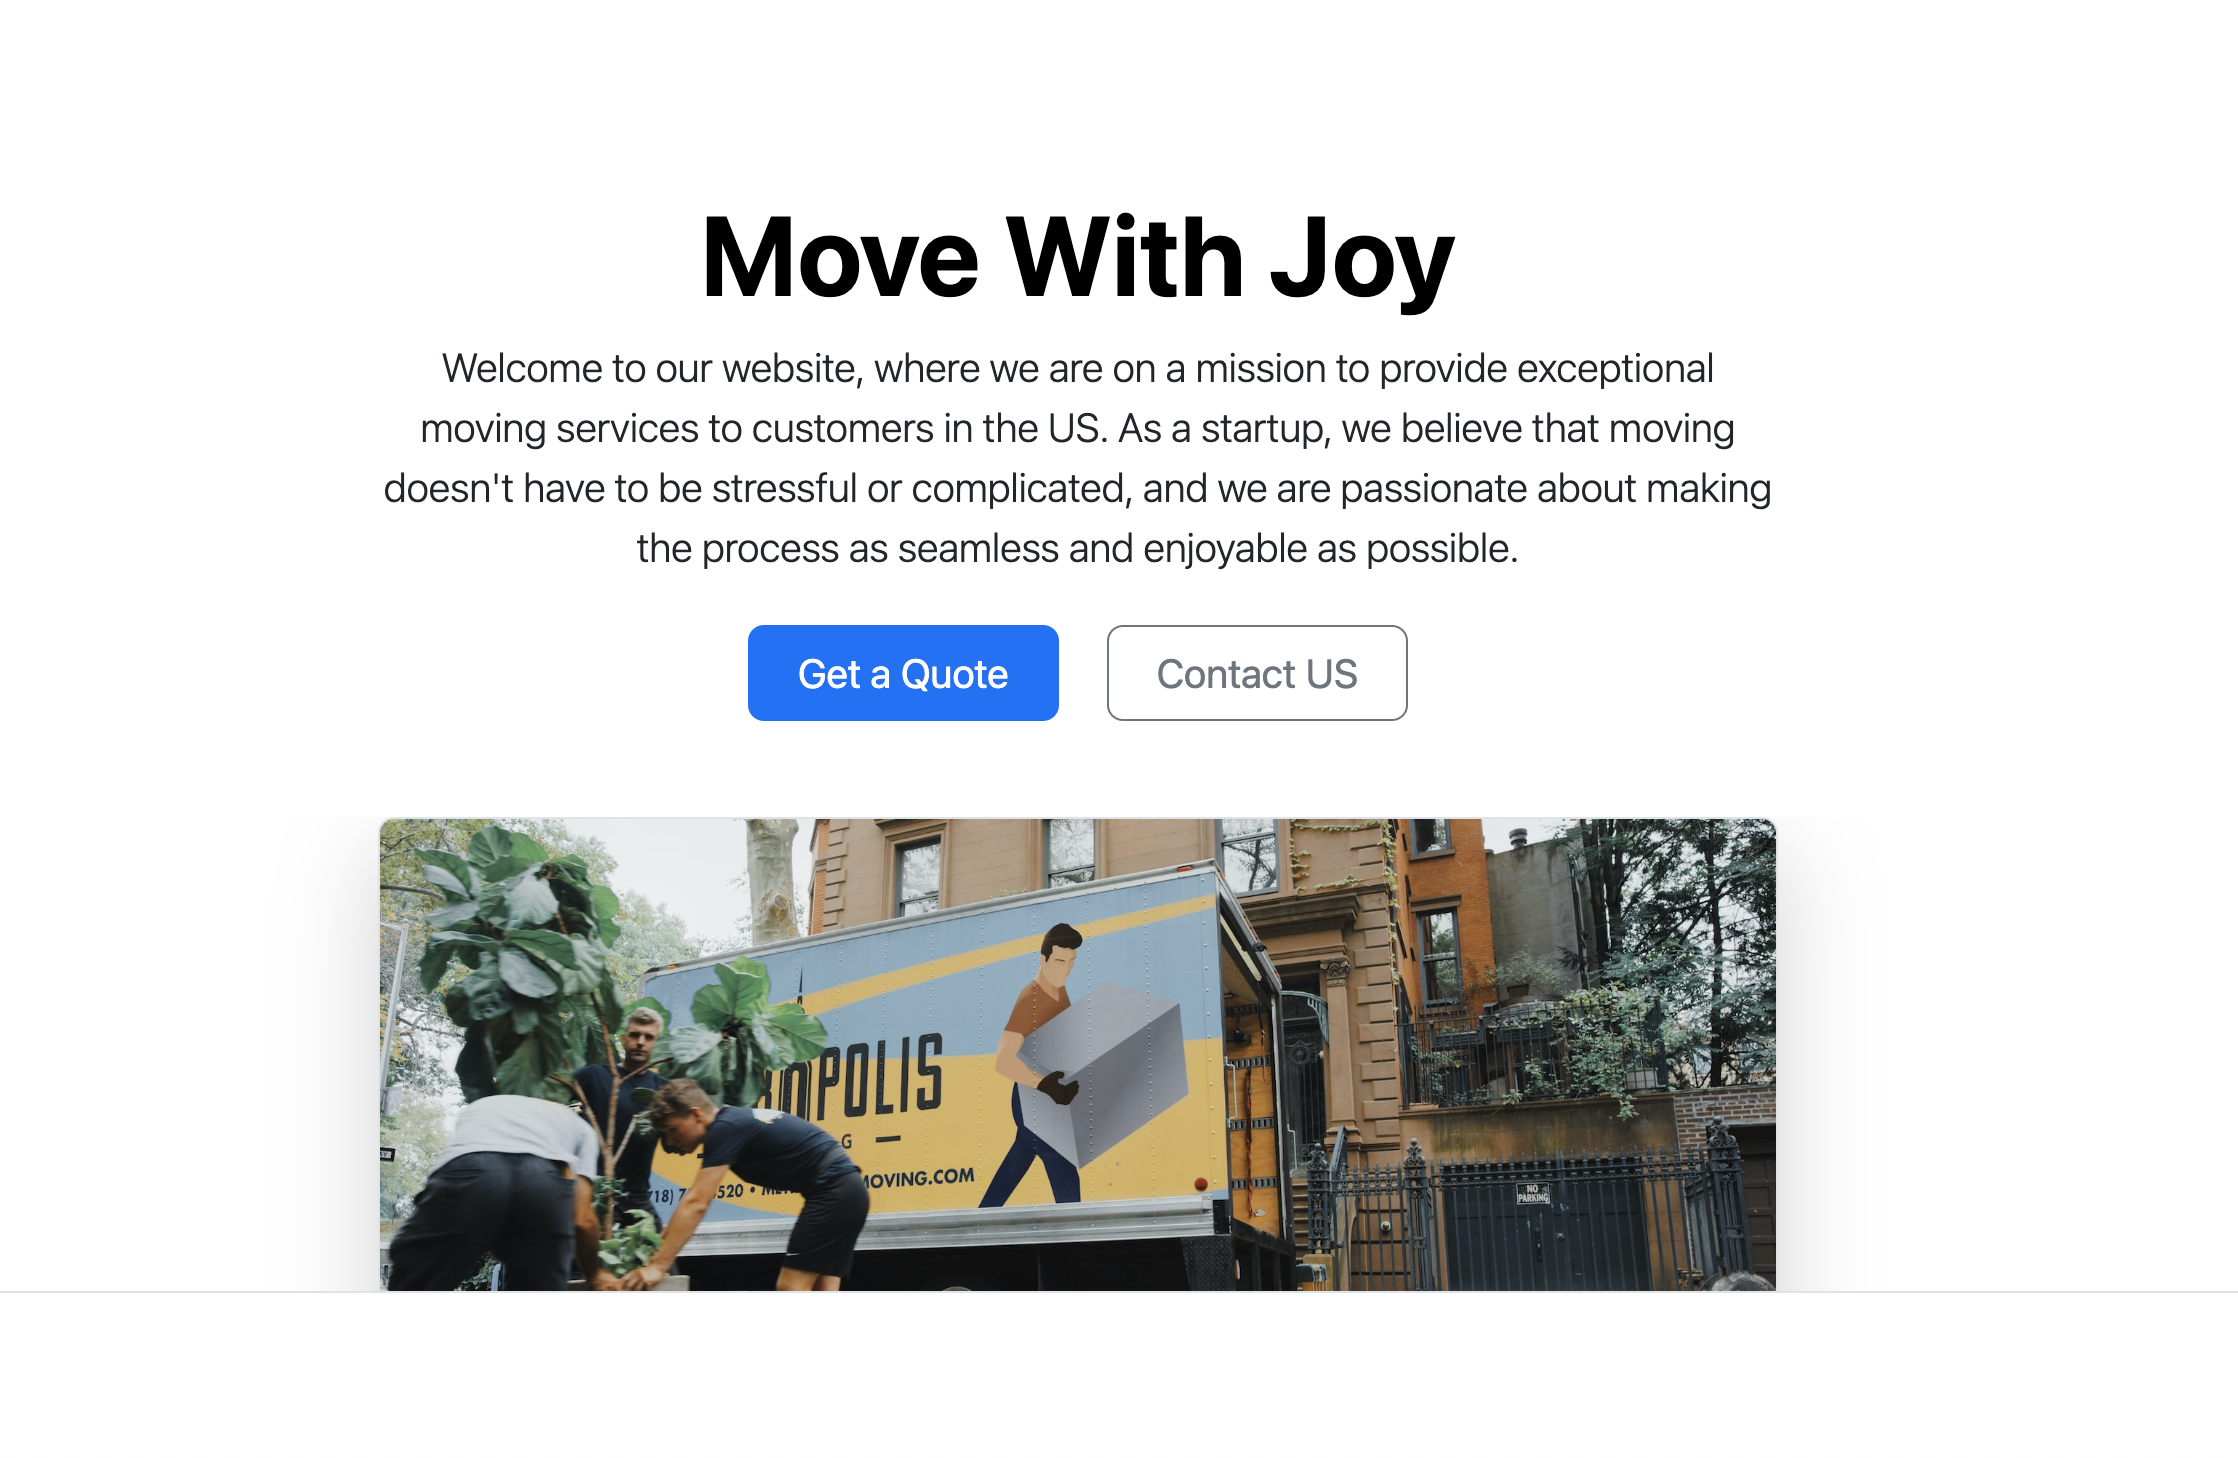 Move With Joy
Welcome to our website, where we are on a mission to provide exceptional
moving services to customers in the US. As a startup, we believe that moving
doesn't have to be stressful or complicated, and we are passionate about making
the process as seamless and enjoyable as possible.
Get a Quote
Contact US
POLIS
G —
520 •
MOVING.COM
NO
PARKING